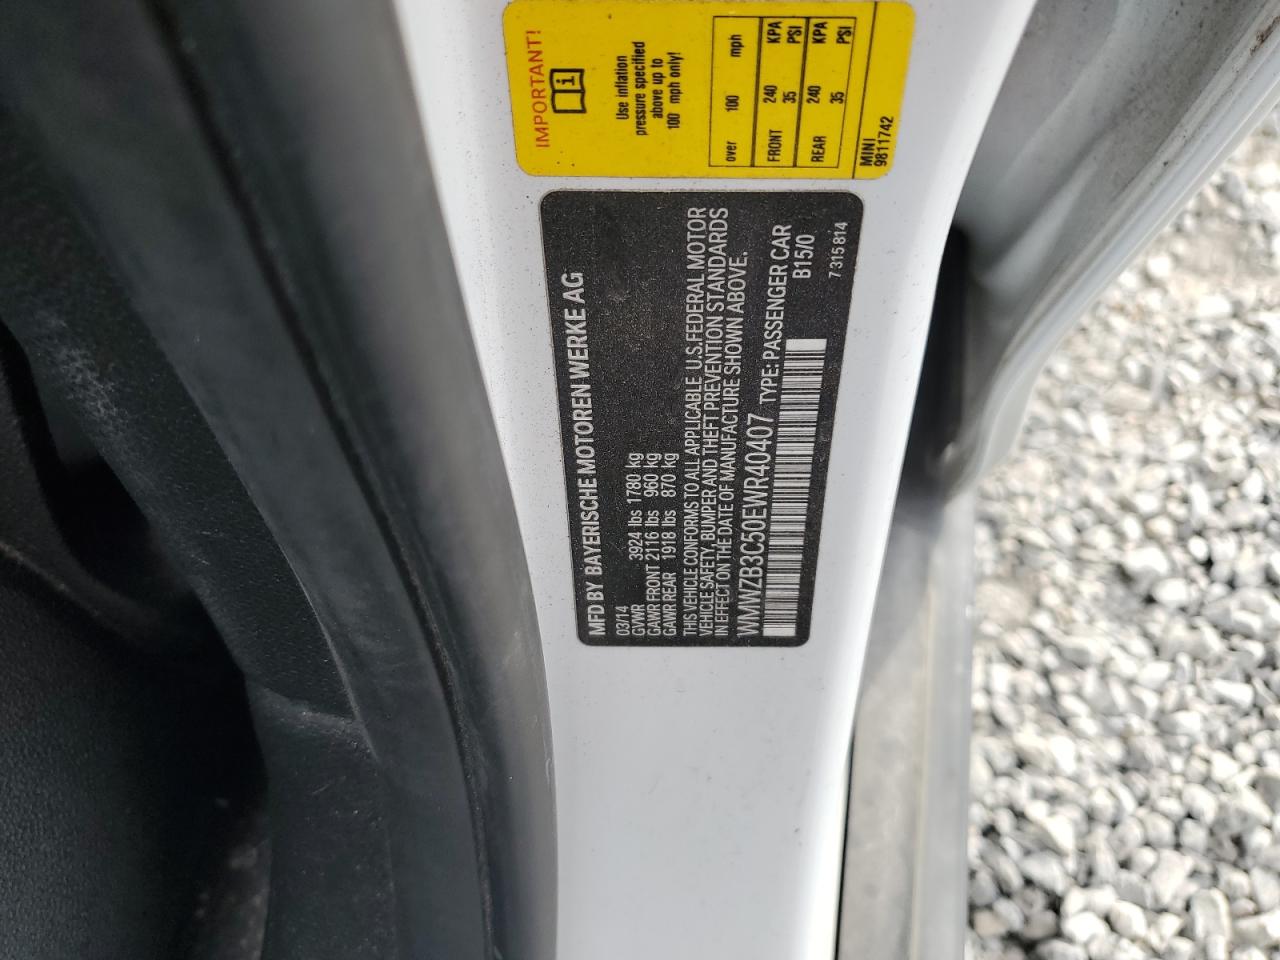 MFD BY BAYERISCHE MOTOREN WERKE AG
03/14
GVWR 3924 lbs 1780 kg
GAWR FRONT 2116 lbs 960 kg
GAWR REAR 1918 lbs 870 kg
THIS VEHICLE CONFORMS TO ALL APPLICABLE U.S.FEDERAL MOTOR
VEHICLE SAFETY, BUMPER AND THEFT PREVENTION STANDARDS
IN EFFECT ON THE DATE OF MANUFACTURE SHOWN ABOVE.
WMWZB3C50EWR40407 TYPE: PASSENGER CAR
B15/0
7 315 814
IMPORTANT!
i
Use inflation
pressure specified
above up to
100 mph only!
over 100 mph
FRONT 240 KPA
35 PSI
REAR 240 KPA
35 PSI
MINI
9811742